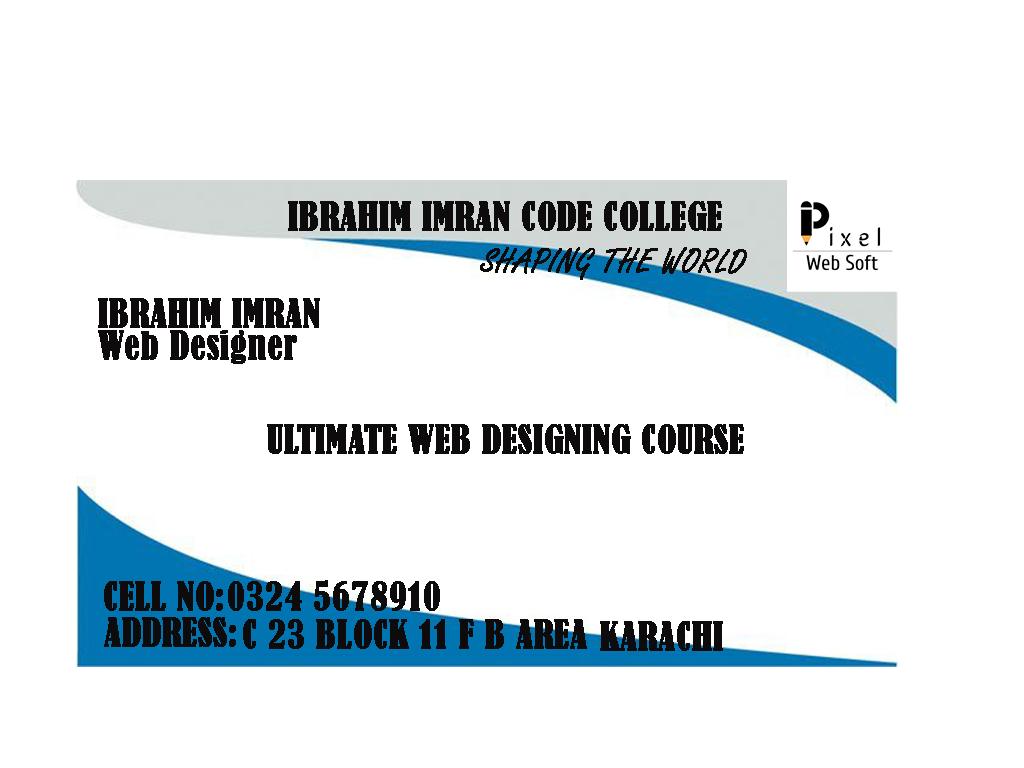 IBRAHIM IMRAN CODE COLLEGE
SHAPING THE WORLD
Pixel
Web Soft
IBRAHIM IMRAN
Web Designer
ULTIMATE WEB DESIGNING COURSE
CELL NO:0324 5678910
ADDRESS:C 23 BLOCK 11 F B AREA KARACHI